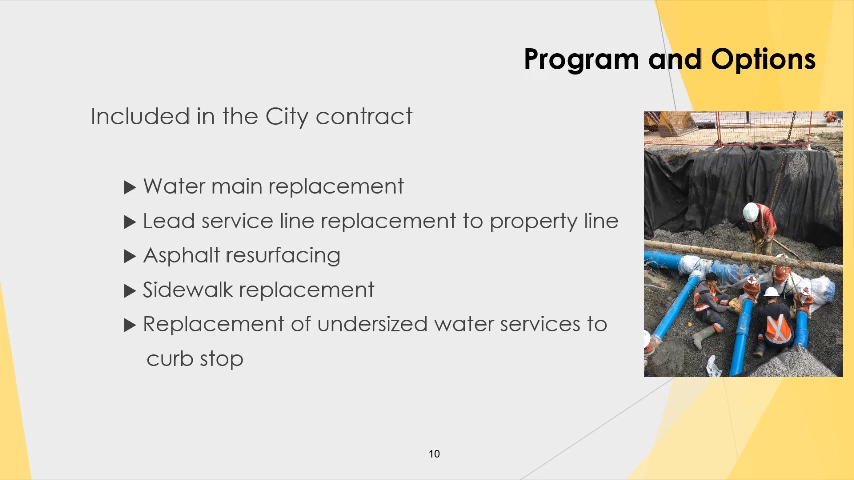 Program and Options
Included in the City contract
Water main replacement
Lead service line replacement to property line
Asphalt resurfacing
Sidewalk replacement
Replacement of undersized water services to
curb stop
10